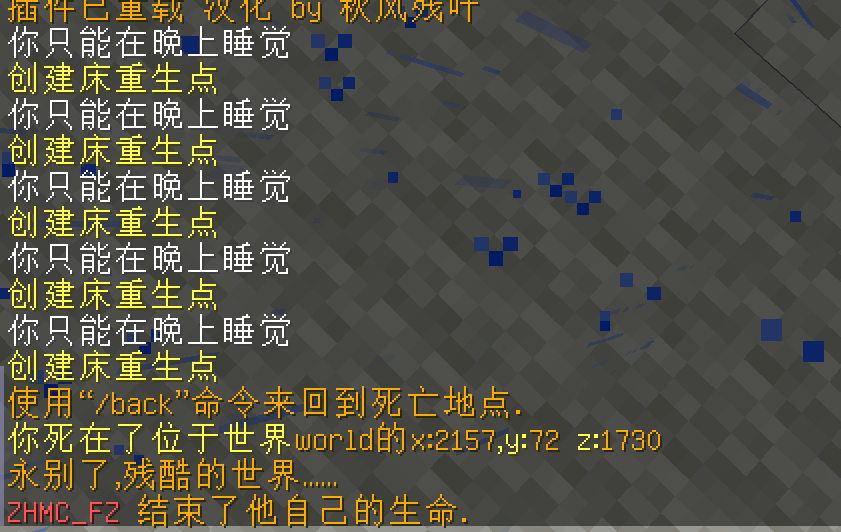 插件已重载 汉化 by 秋风残叶
你只能在晚上睡觉
创建床重生点
你只能在晚上睡觉
创建床重生点
你只能在晚上睡觉
创建床重生点
你只能在晚上睡觉
创建床重生点
你只能在晚上睡觉
创建床重生点
使用“/back”命令来回到死亡地点.
你死在了位于世界world的x:2157,y:72 z:1730
永别了,残酷的世界……
ZHMC_FZ 结束了他自己的生命.